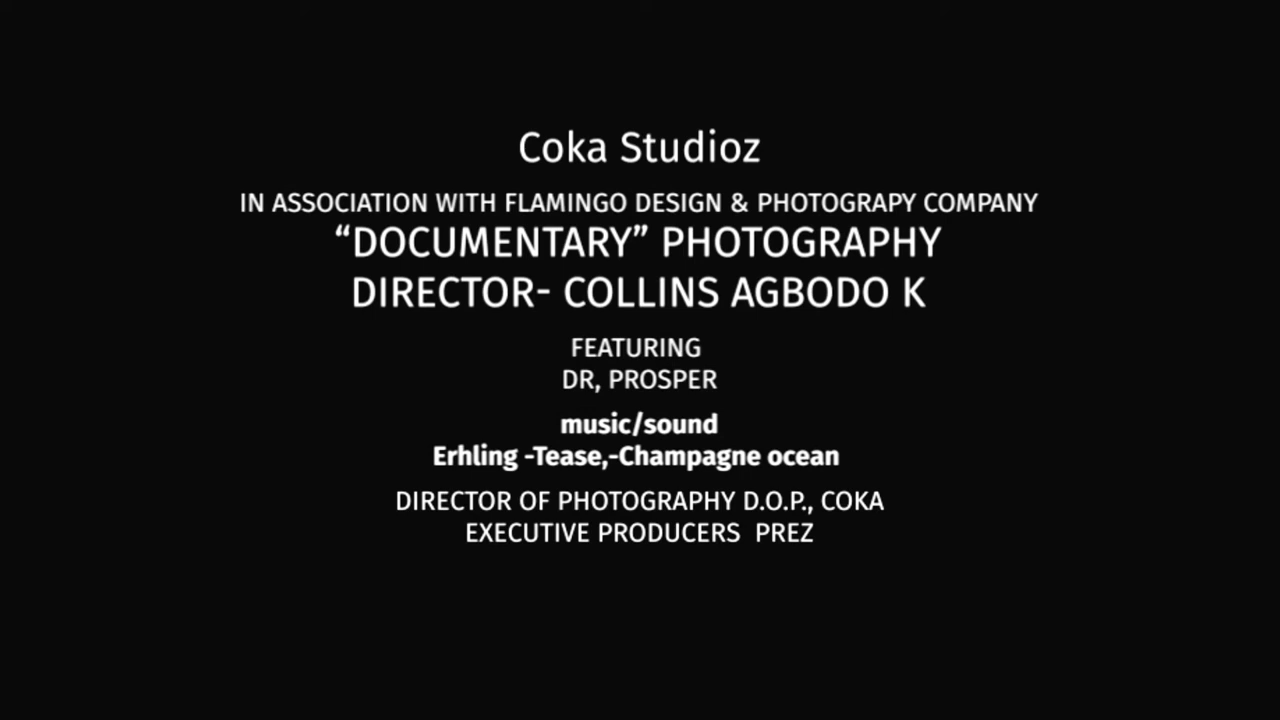 Coka Studioz
IN ASSOCIATION WITH FLAMINGO DESIGN & PHOTOGRAPY COMPANY
“DOCUMENTARY” PHOTOGRAPHY
DIRECTOR- COLLINS AGBODO K
FEATURING
DR, PROSPER
music/sound
Erhling -Tease,-Champagne ocean
DIRECTOR OF PHOTOGRAPHY D.O.P., COKA
EXECUTIVE PRODUCERS  PREZ